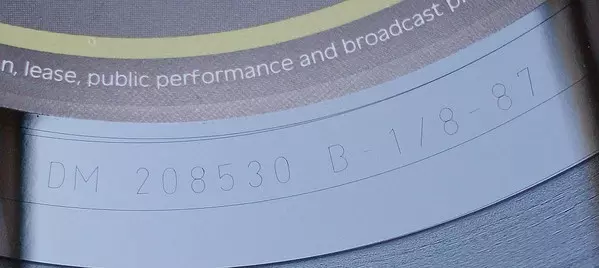 n, lease, public performance and broadcast p
DM 208530 B-1/8-87